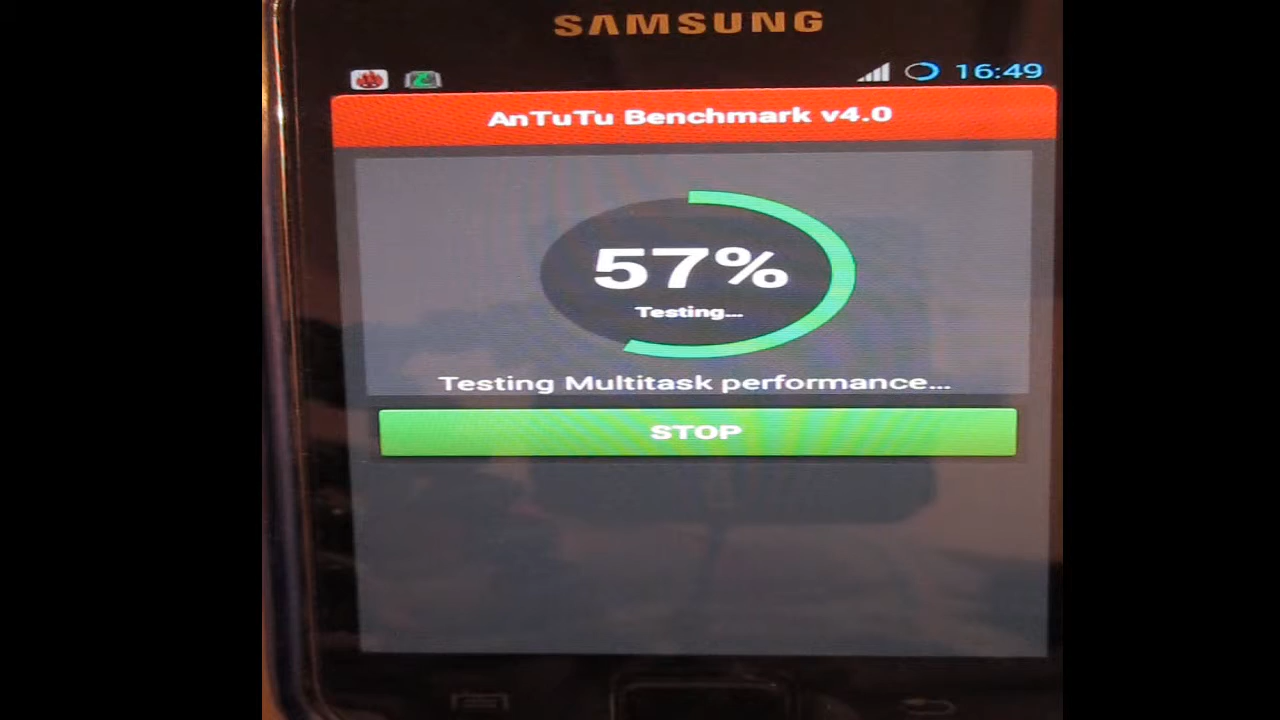 SAMSUNG
16:49
AnTuTu Benchmark v4.0
57%
Testing...
Testing Multitask performance...
STOP